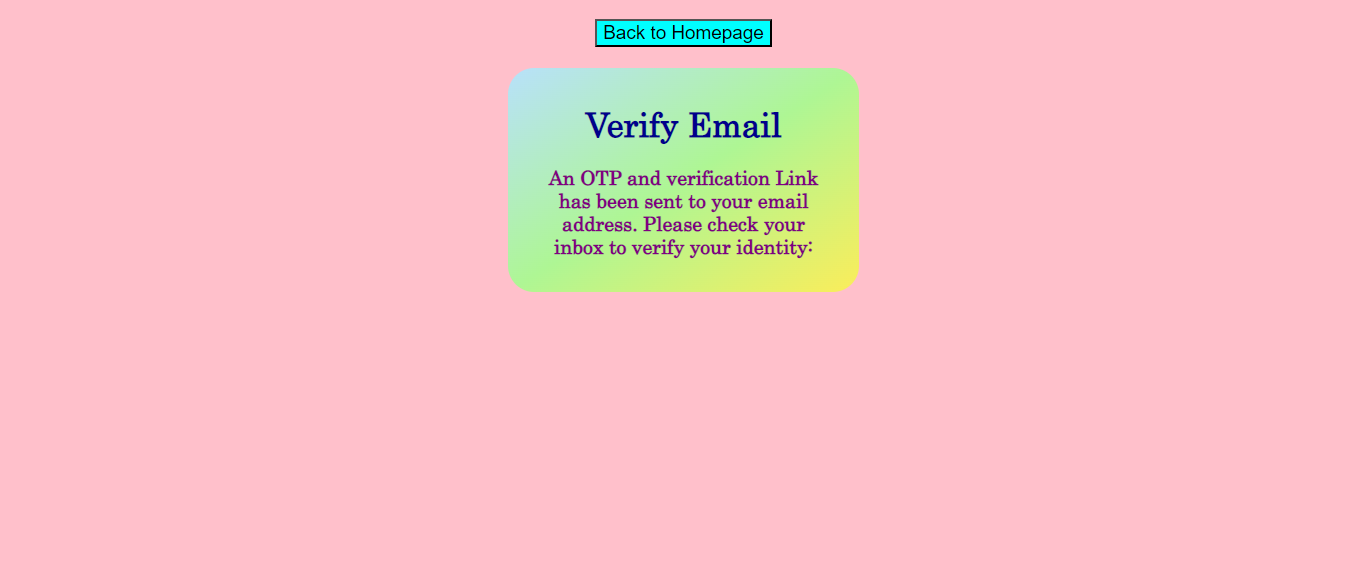 Back to Homepage
Verify Email
An OTP and verification Link
has been sent to your email
address. Please check your
inbox to verify your identity: